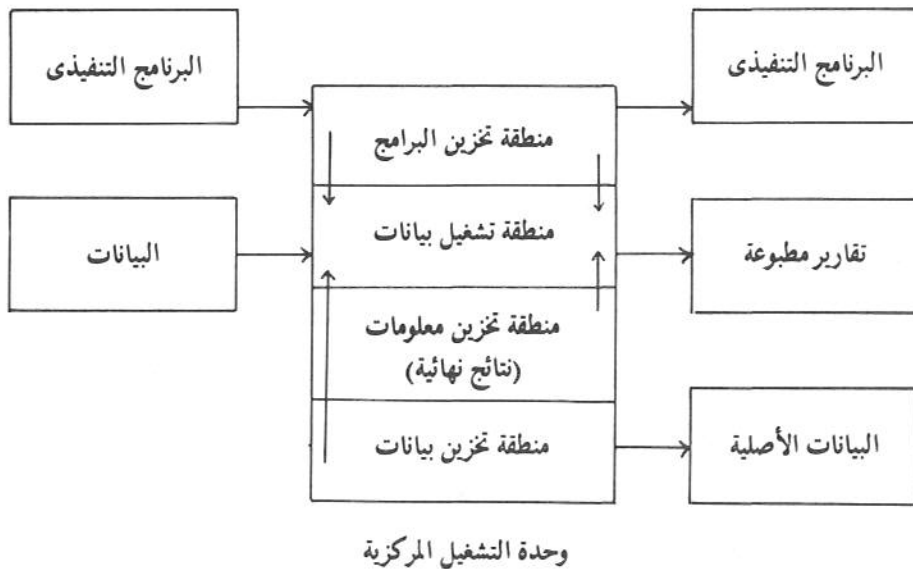 البرنامج التنفيذى
البرنامج التنفيذى
منطقة تخزين البرامج
البيانات
منطقة تشغيل بيانات
تقارير مطبوعة
منطقة تخزين معلومات
(نتائج نهائية)
منطقة تخزين بيانات
البيانات الأصلية
وحدة التشغيل المركزية